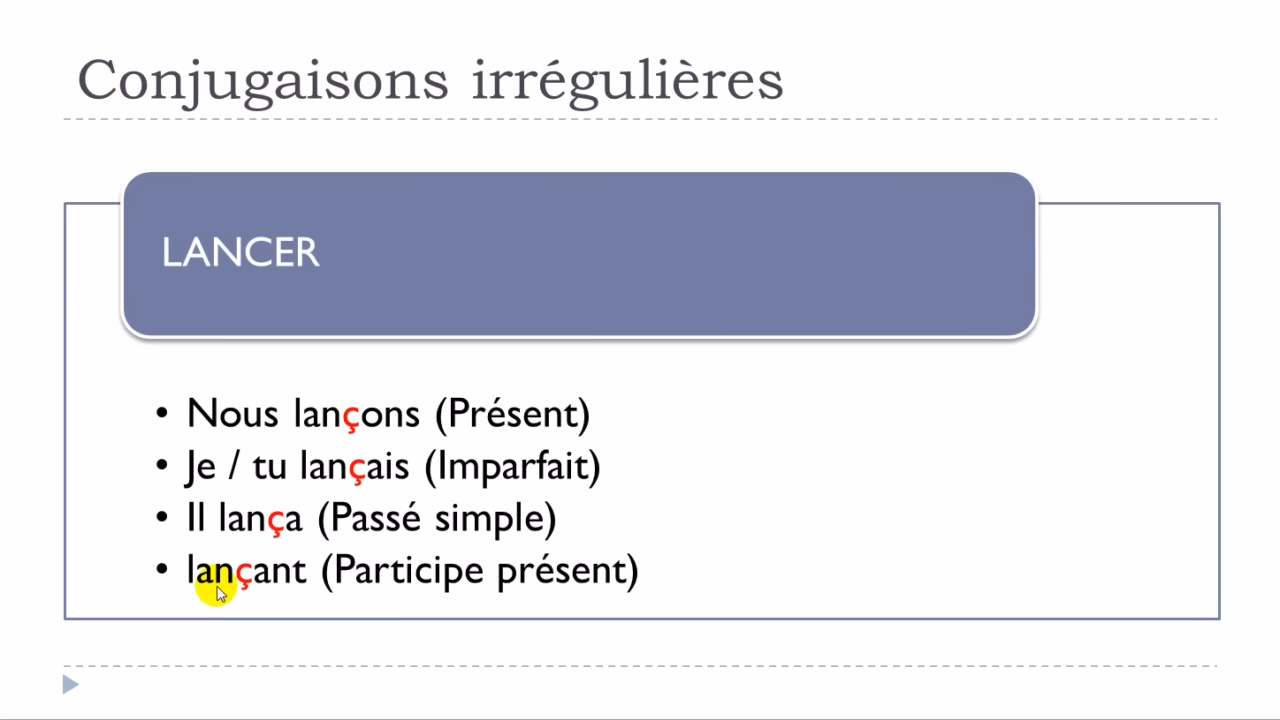 Conjugaisons irrégulières
LANCER
• Nous lançons (Présent)
• Je / tu lançais (Imparfait)
• Il lança (Passé simple)
• lançant (Participe présent)